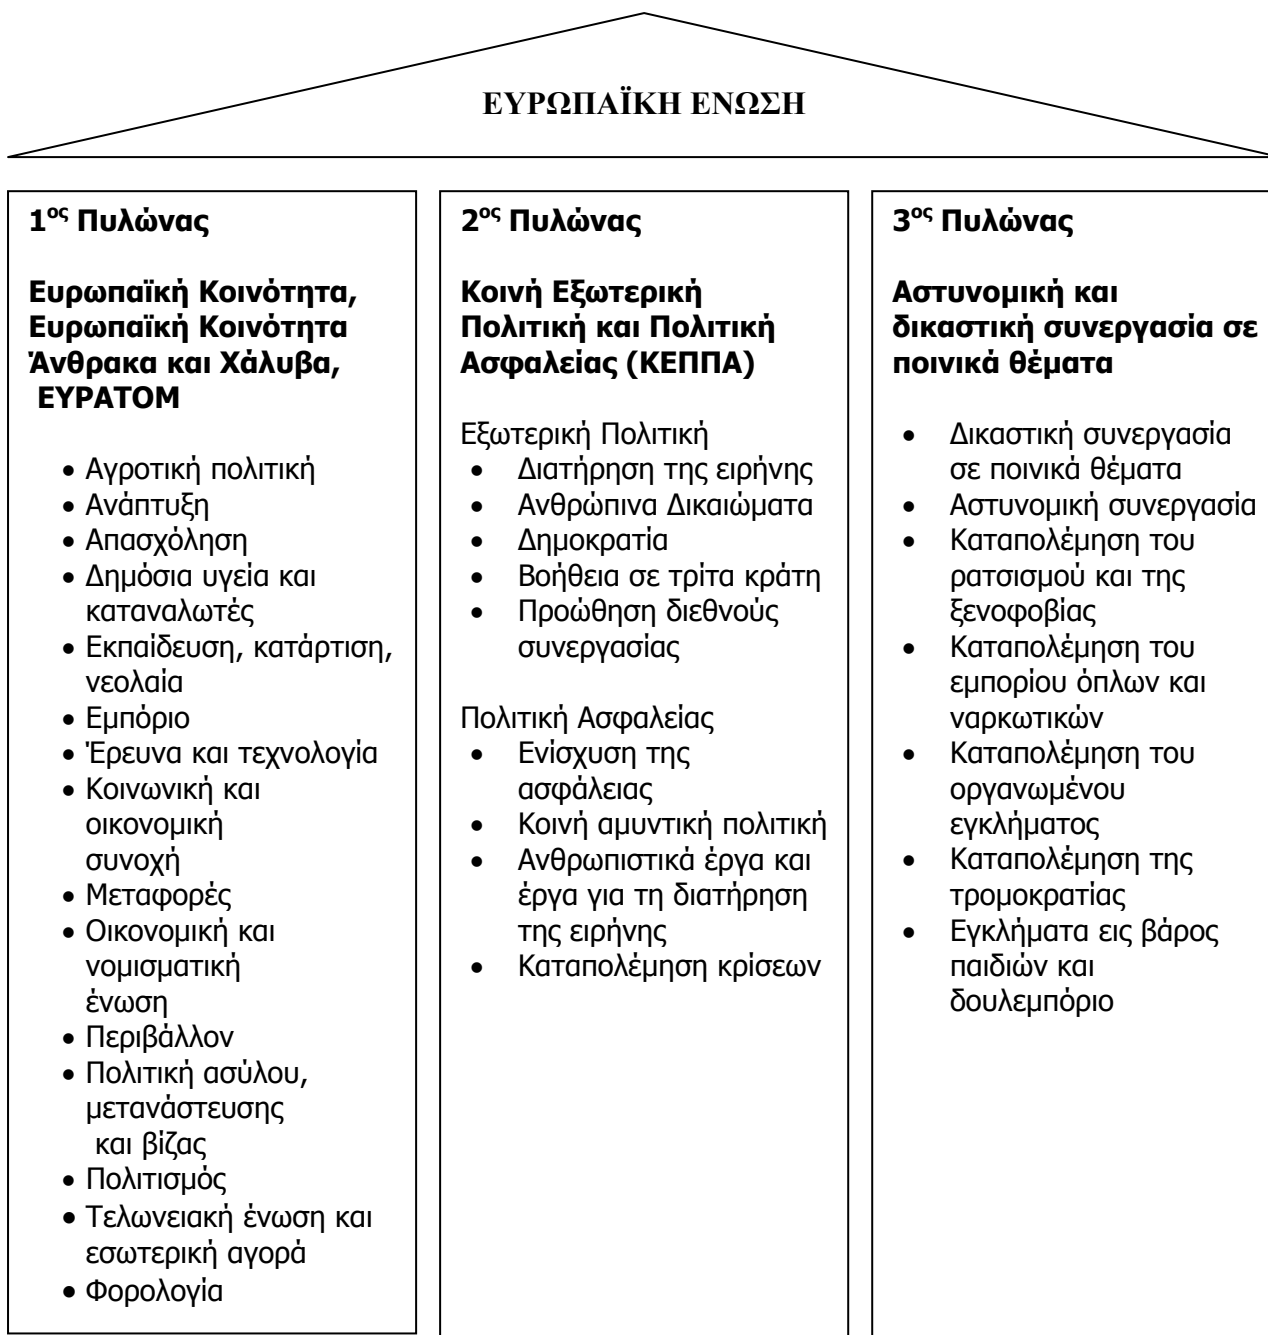 ΕΥΡΩΠΑΪΚΗ ΕΝΩΣΗ
1ος Πυλώνας
Ευρωπαϊκή Κοινότητα,
Ευρωπαϊκή Κοινότητα
Άνθρακα και Χάλυβα,
ΕΥΡΑΤΟΜ
• Αγροτική πολιτική
• Ανάπτυξη
• Απασχόληση
• Δημόσια υγεία και
καταναλωτές
• Εκπαίδευση, κατάρτιση,
νεολαία
• Εμπόριο
• Έρευνα και τεχνολογία
• Κοινωνική και
οικονομική
συνοχή
• Μεταφορές
• Οικονομική και
νομισματική
ένωση
• Περιβάλλον
• Πολιτική ασύλου,
μετανάστευσης
και βίζας
• Πολιτισμός
• Τελωνειακή ένωση και
εσωτερική αγορά
• Φορολογία
2ος Πυλώνας
Κοινή Εξωτερική
Πολιτική και Πολιτική
Ασφαλείας (ΚΕΠΠΑ)
Εξωτερική Πολιτική
• Διατήρηση της ειρήνης
• Ανθρώπινα Δικαιώματα
• Δημοκρατία
• Βοήθεια σε τρίτα κράτη
• Προώθηση διεθνούς
συνεργασίας
Πολιτική Ασφαλείας
• Ενίσχυση της
ασφάλειας
• Κοινή αμυντική πολιτική
• Ανθρωπιστικά έργα και
έργα για τη διατήρηση
της ειρήνης
• Καταπολέμηση κρίσεων
3ος Πυλώνας
Αστυνομική και
δικαστική συνεργασία σε
ποινικά θέματα
• Δικαστική συνεργασία
σε ποινικά θέματα
• Αστυνομική συνεργασία
• Καταπολέμηση του
ρατσισμού και της
ξενοφοβίας
• Καταπολέμηση του
εμπορίου όπλων και
ναρκωτικών
• Καταπολέμηση του
οργανωμένου
εγκλήματος
• Καταπολέμηση της
τρομοκρατίας
• Εγκλήματα εις βάρος
παιδιών και
δουλεμπόριο